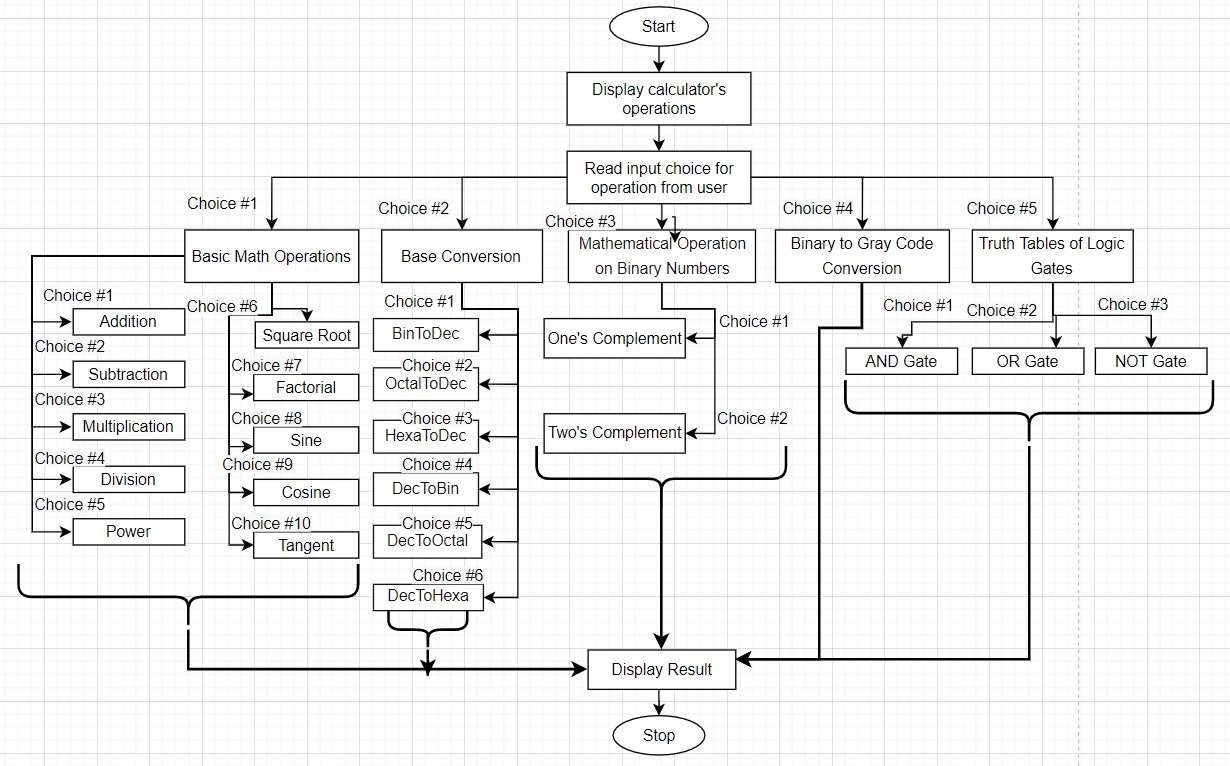 Start
Display calculator's
operations
Read input choice for
operation from user
Choice #1
Choice #2
Choice #3
Choice #4
Choice #5
Basic Math Operations
Base Conversion
Mathematical Operation
on Binary Numbers
Binary to Gray Code
Conversion
Truth Tables of Logic
Gates
Choice #1
Addition
Choice #2
Subtraction
Choice #3
Multiplication
Choice #4
Division
Choice #5
Power
Choice #6
Square Root
Choice #7
Factorial
Choice #8
Sine
Choice #9
Cosine
Choice #10
Tangent
Choice #1
BinToDec
Choice #2
OctalToDec
Choice #3
HexaToDec
Choice #4
DecToBin
Choice #5
DecToOctal
Choice #6
DecToHexa
Choice #1
One's Complement
Choice #2
Two's Complement
Choice #1
AND Gate
Choice #2
OR Gate
Choice #3
NOT Gate
Display Result
Stop